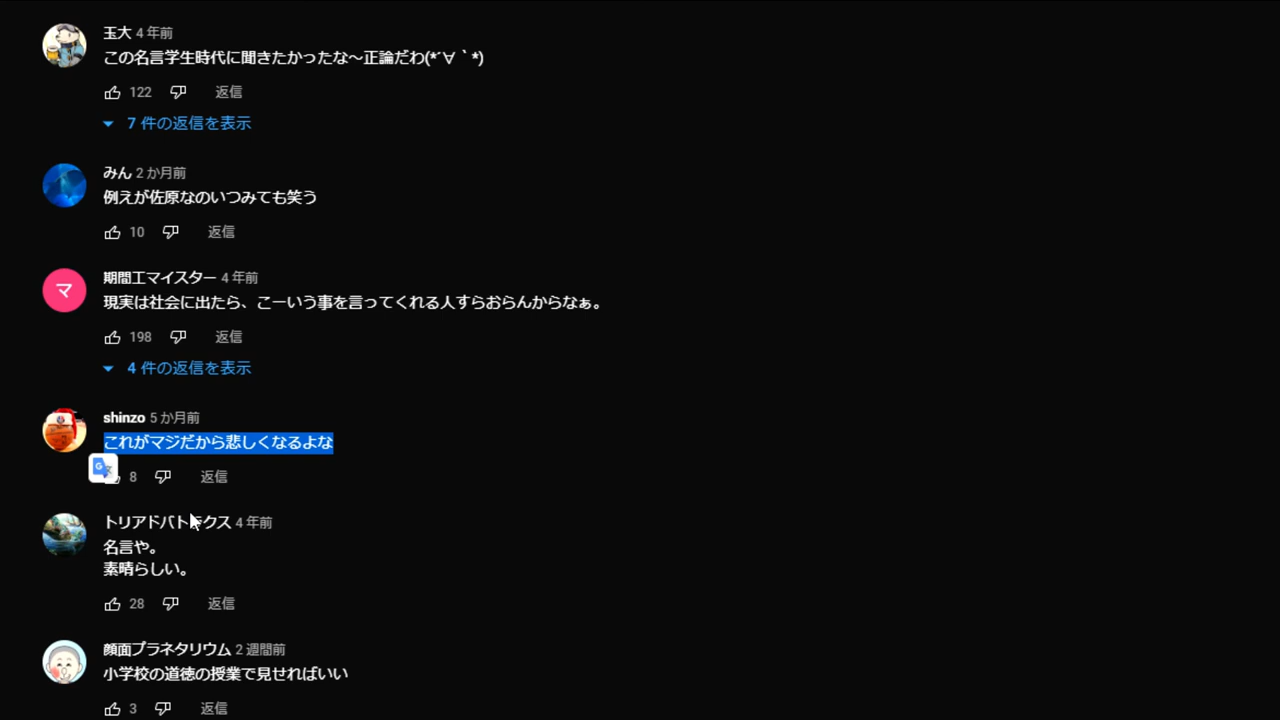 玉大 4 年前
この名言学生時代に聞きたかったな〜正論だわ(*´∀｀*)
122 返信
7 件の返信を表示
みん 2 か月前
例えが佐原なのいつみても笑う
10 返信
マ
期間工マイスター 4 年前
現実は社会に出たら、こーいう事を言ってくれる人すらおらんからなぁ。
198 返信
4 件の返信を表示
shinzo 5 か月前
これがマジだから悲しくなるよな
8 返信
トリアドバト クス 4 年前
名言や。
素晴らしい。
28 返信
顔面プラネタリウム 2 週間前
小学校の道徳の授業で見せればいい
3 返信